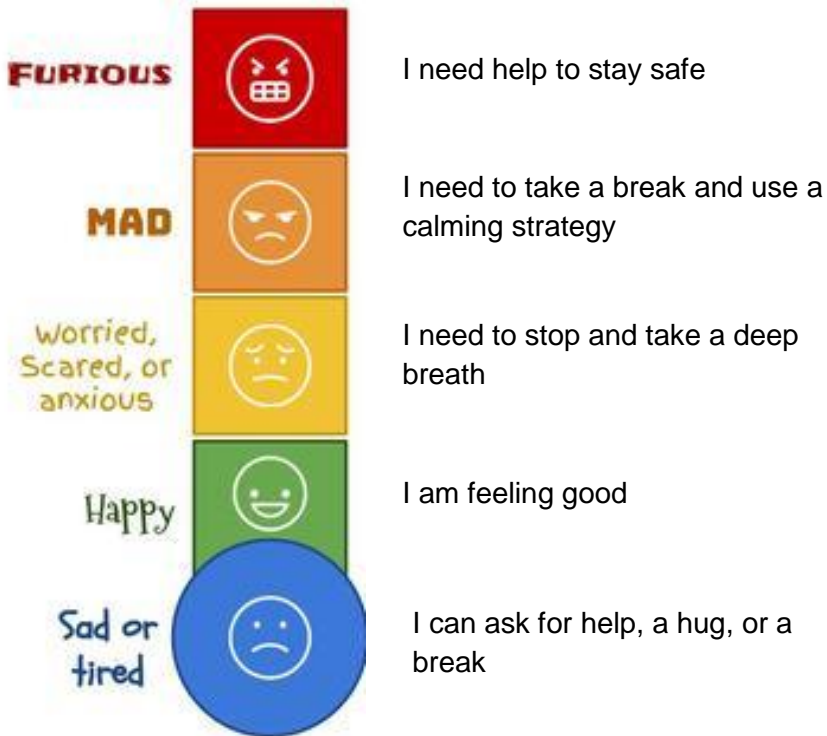 FURIOUS
I need help to stay safe
MAD
I need to take a break and use a
calming strategy
Worried,
Scared, or
anxious
I need to stop and take a deep
breath
Happy
I am feeling good
Sad or
tired
I can ask for help, a hug, or a
break